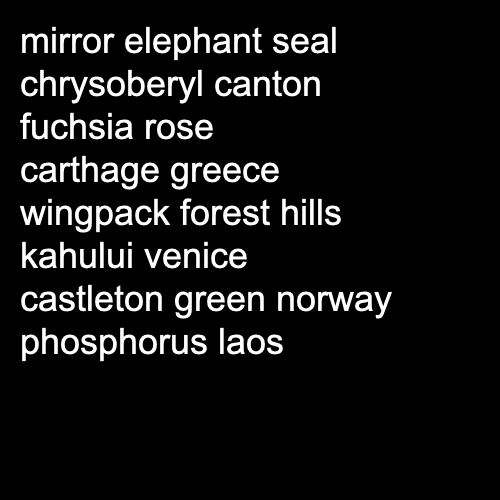 mirror elephant seal
chrysoberyl canton
fuchsia rose
carthage greece
wingpack forest hills
kahului venice
castleton green norway
phosphorus laos